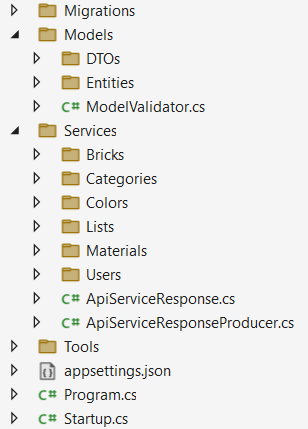 Migrations
Models
DTOs
Entities
C# ModelValidator.cs
Services
Bricks
Categories
Colors
Lists
Materials
Users
C# ApiServiceResponse.cs
C# ApiServiceResponseProducer.cs
Tools
appsettings.json
C# Program.cs
C# Startup.cs